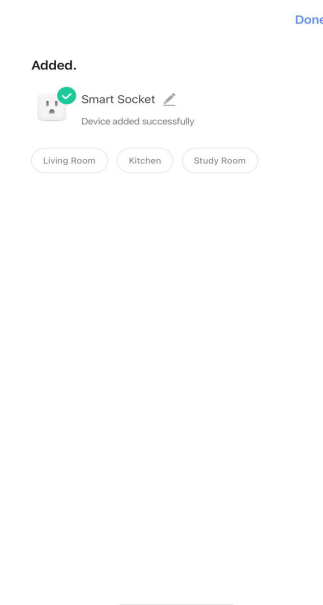 Done
Added.
Smart Socket
Device added successfully
Living Room
Kitchen
Study Room